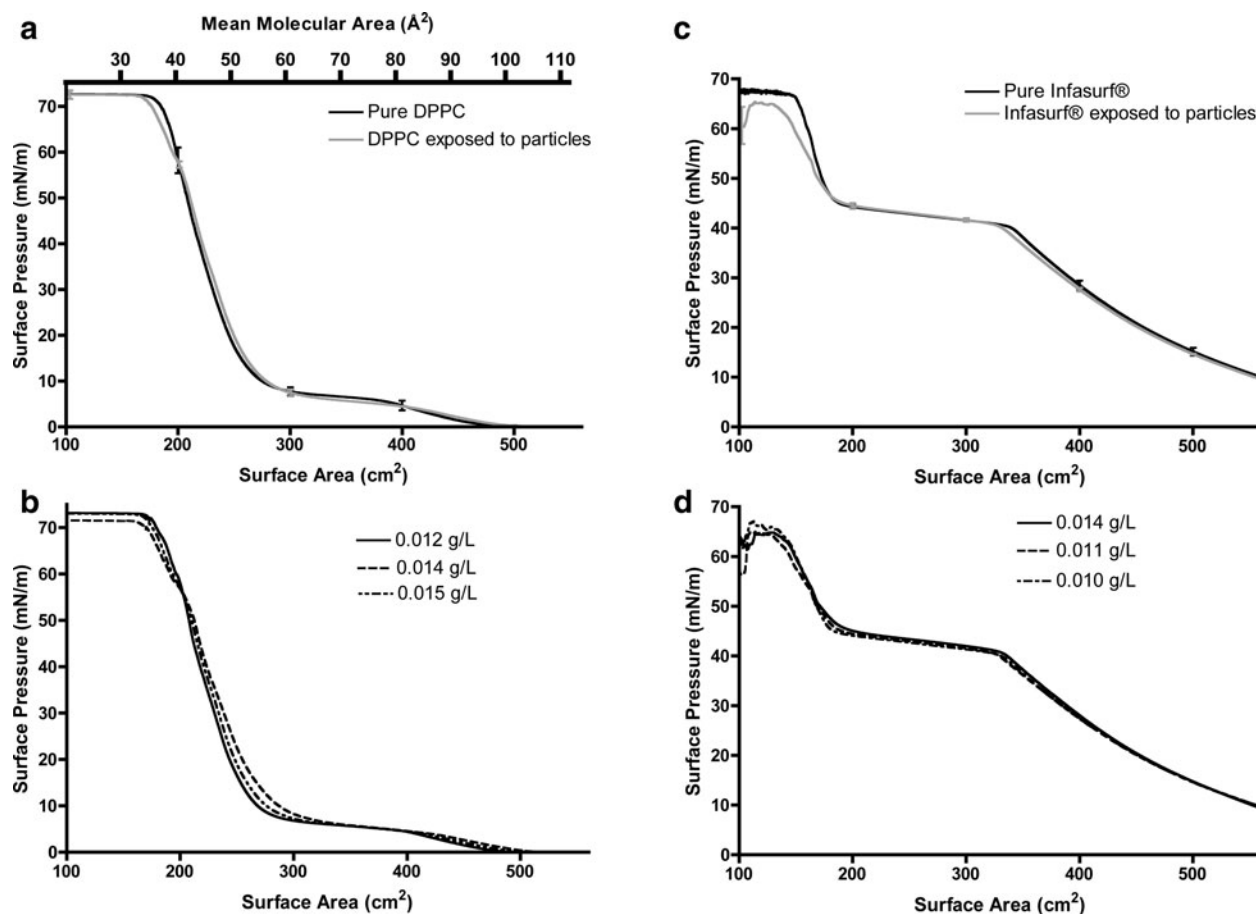 a
Mean Molecular Area (Å²)
30 40 50 60 70 80 90 100 110
Pure DPPC
DPPC exposed to particles
Surface Pressure (mN/m)
70
60
50
40
30
20
10
0
100 200 300 400 500
Surface Area (cm²)
b
0.012 g/L
0.014 g/L
0.015 g/L
Surface Pressure (mN/m)
70
60
50
40
30
20
10
0
100 200 300 400 500
Surface Area (cm²)
c
Pure Infasurf®
Infasurf® exposed to particles
Surface Pressure (mN/m)
70
60
50
40
30
20
10
0
100 200 300 400 500
Surface Area (cm²)
d
0.014 g/L
0.011 g/L
0.010 g/L
Surface Pressure (mN/m)
70
60
50
40
30
20
10
0
100 200 300 400 500
Surface Area (cm²)